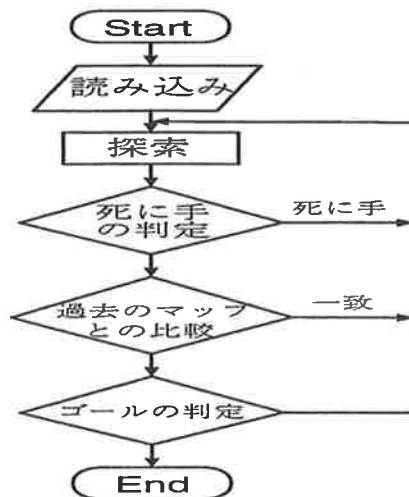 Start
読み込み
探索
死に手
の判定
死に手
過去のマップ
との比較
一致
ゴールの判定
End